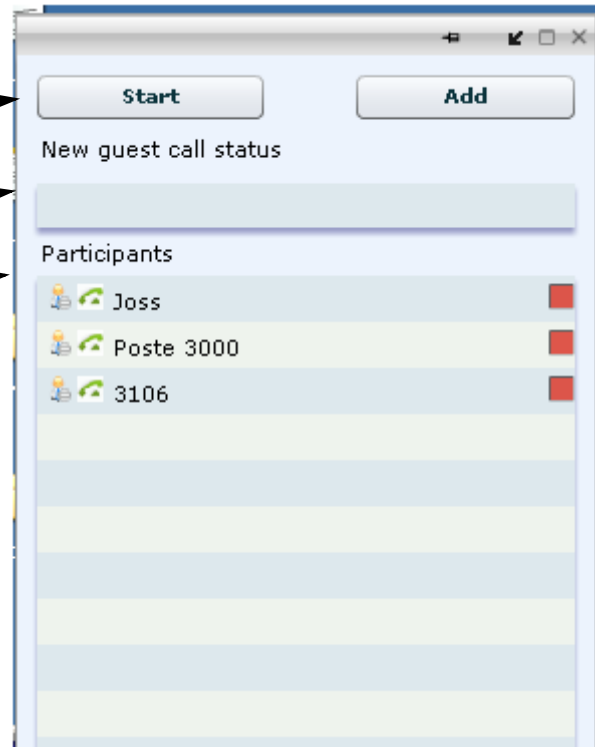 Start Add
New guest call status
Participants
Joss
Poste 3000
3106